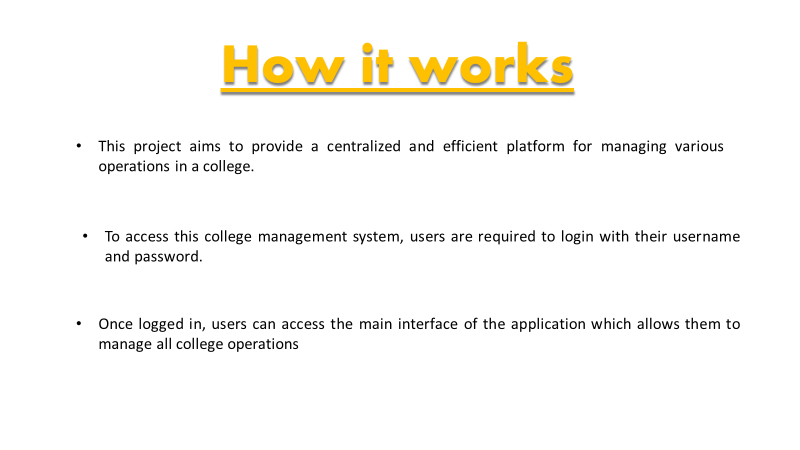 How it works
• This project aims to provide a centralized and efficient platform for managing various
operations in a college.
• To access this college management system, users are required to login with their username
and password.
• Once logged in, users can access the main interface of the application which allows them to
manage all college operations